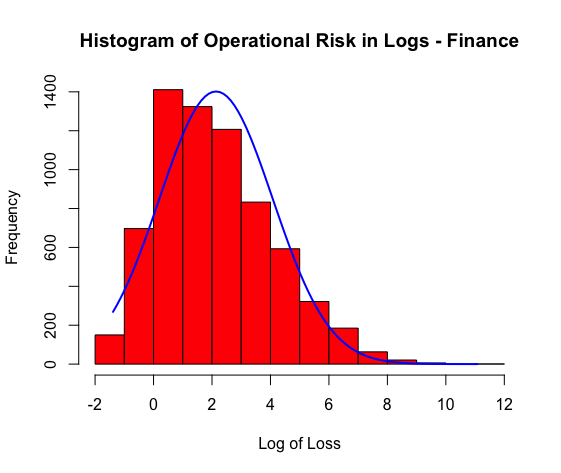 Histogram of Operational Risk in Logs - Finance
1400
1000
600
200
0
Frequency
-2 0 2 4 6 8 10 12
Log of Loss